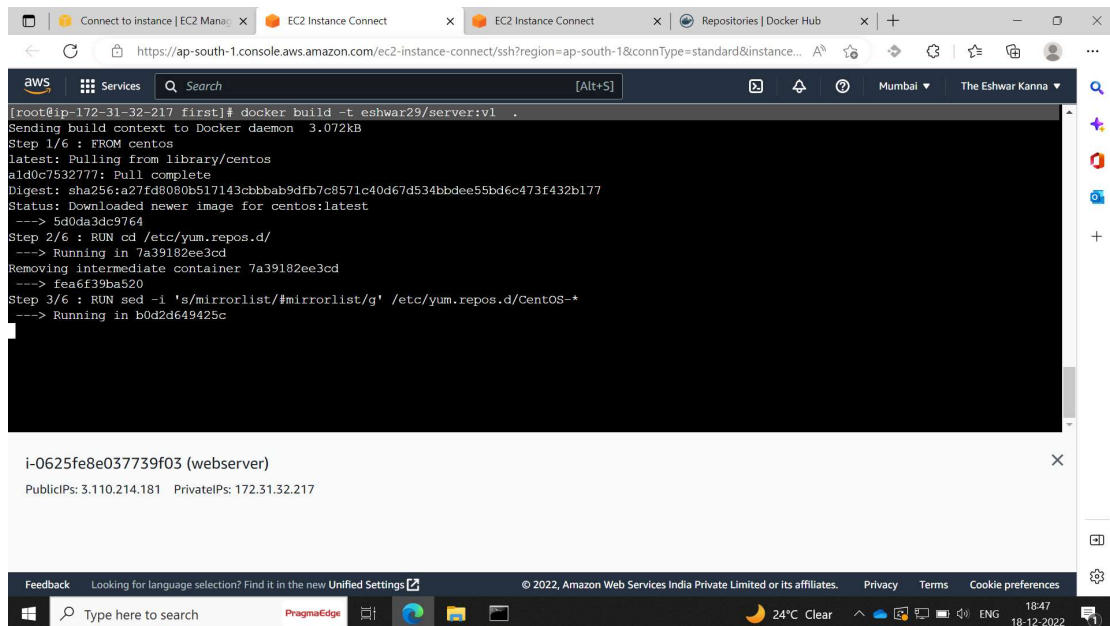 Connect to instance | EC2 Manag
EC2 Instance Connect
EC2 Instance Connect
Repositories | Docker Hub
https://ap-south-1.console.aws.amazon.com/ec2-instance-connect/ssh?region=ap-south-1&connType=standard&instance...
aws
Services
Search
[Alt+S]
Mumbai ▼
The Eshwar Kanna ▼
[root@ip-172-31-32-217 first]# docker build -t eshwar29/server:v1 .
Sending build context to Docker daemon 3.072kB
Step 1/6 : FROM centos
latest: Pulling from library/centos
a1d0c7532777: Pull complete
Digest: sha256:a27fd8080b517143cbbbab9dfb7c8571c40d67d534bbdee55bd6c473f432b177
Status: Downloaded newer image for centos:latest
---> 5d0da3dc9764
Step 2/6 : RUN cd /etc/yum.repos.d/
---> Running in 7a39182ee3cd
Removing intermediate container 7a39182ee3cd
---> fea6f39ba520
Step 3/6 : RUN sed -i 's/mirrorlist/#mirrorlist/g' /etc/yum.repos.d/CentOS-*
---> Running in b0d2d649425c
i-0625fe8e037739f03 (webserver)
PublicIPs: 3.110.214.181 PrivateIPs: 172.31.32.217
Feedback Looking for language selection? Find it in the new Unified Settings © 2022, Amazon Web Services India Private Limited or its affiliates. Privacy Terms Cookie preferences
Type here to search
PragmaEdge
24°C Clear
ENG
18:47
18-12-2022